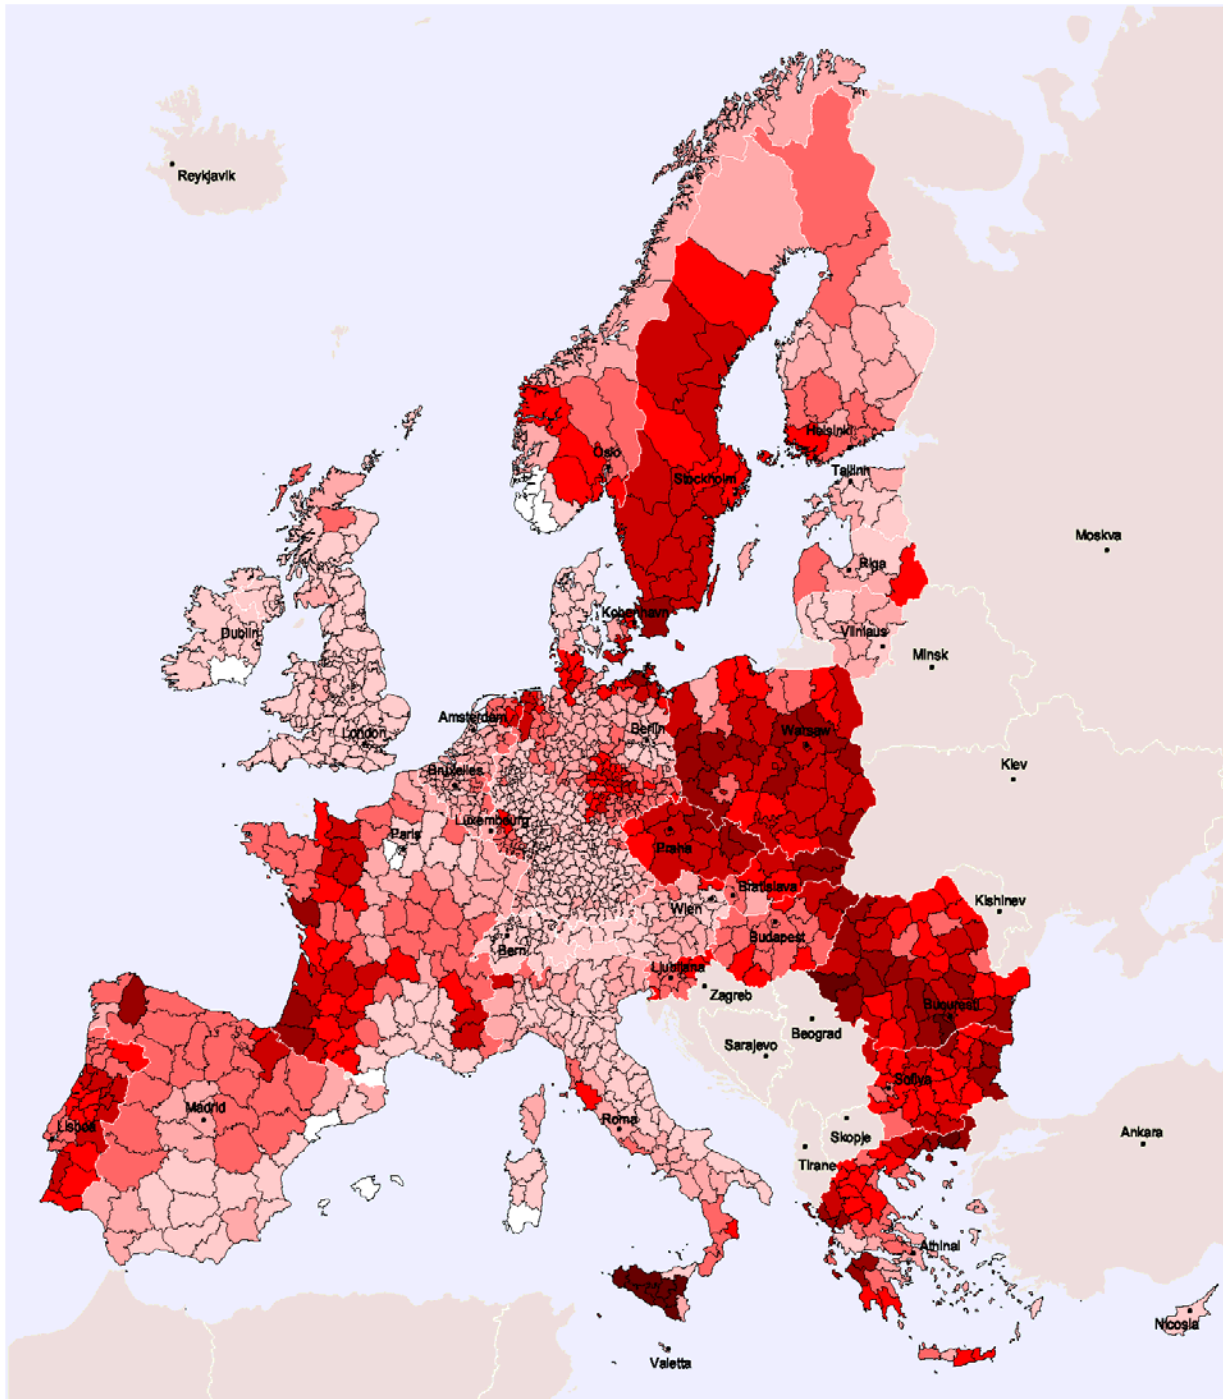 Reykjavik
Oslo
Helsinki
Stockholm
Tallinn
Moskva
Riga
Kobenhavn
Dublin
Vilniaus
Minsk
Amsterdam
London
Berlin
Warsaw
Kiev
Bruxelles
Luxembourg
Paris
Praha
Bratislava
Wien
Kishinev
Bern
Budapest
Ljubljana
Zagreb
Bucuresti
Beograd
Sarajevo
Sofiya
Madrid
Lisboa
Roma
Skopje
Ankara
Tirane
Athinai
Nicosia
Valetta